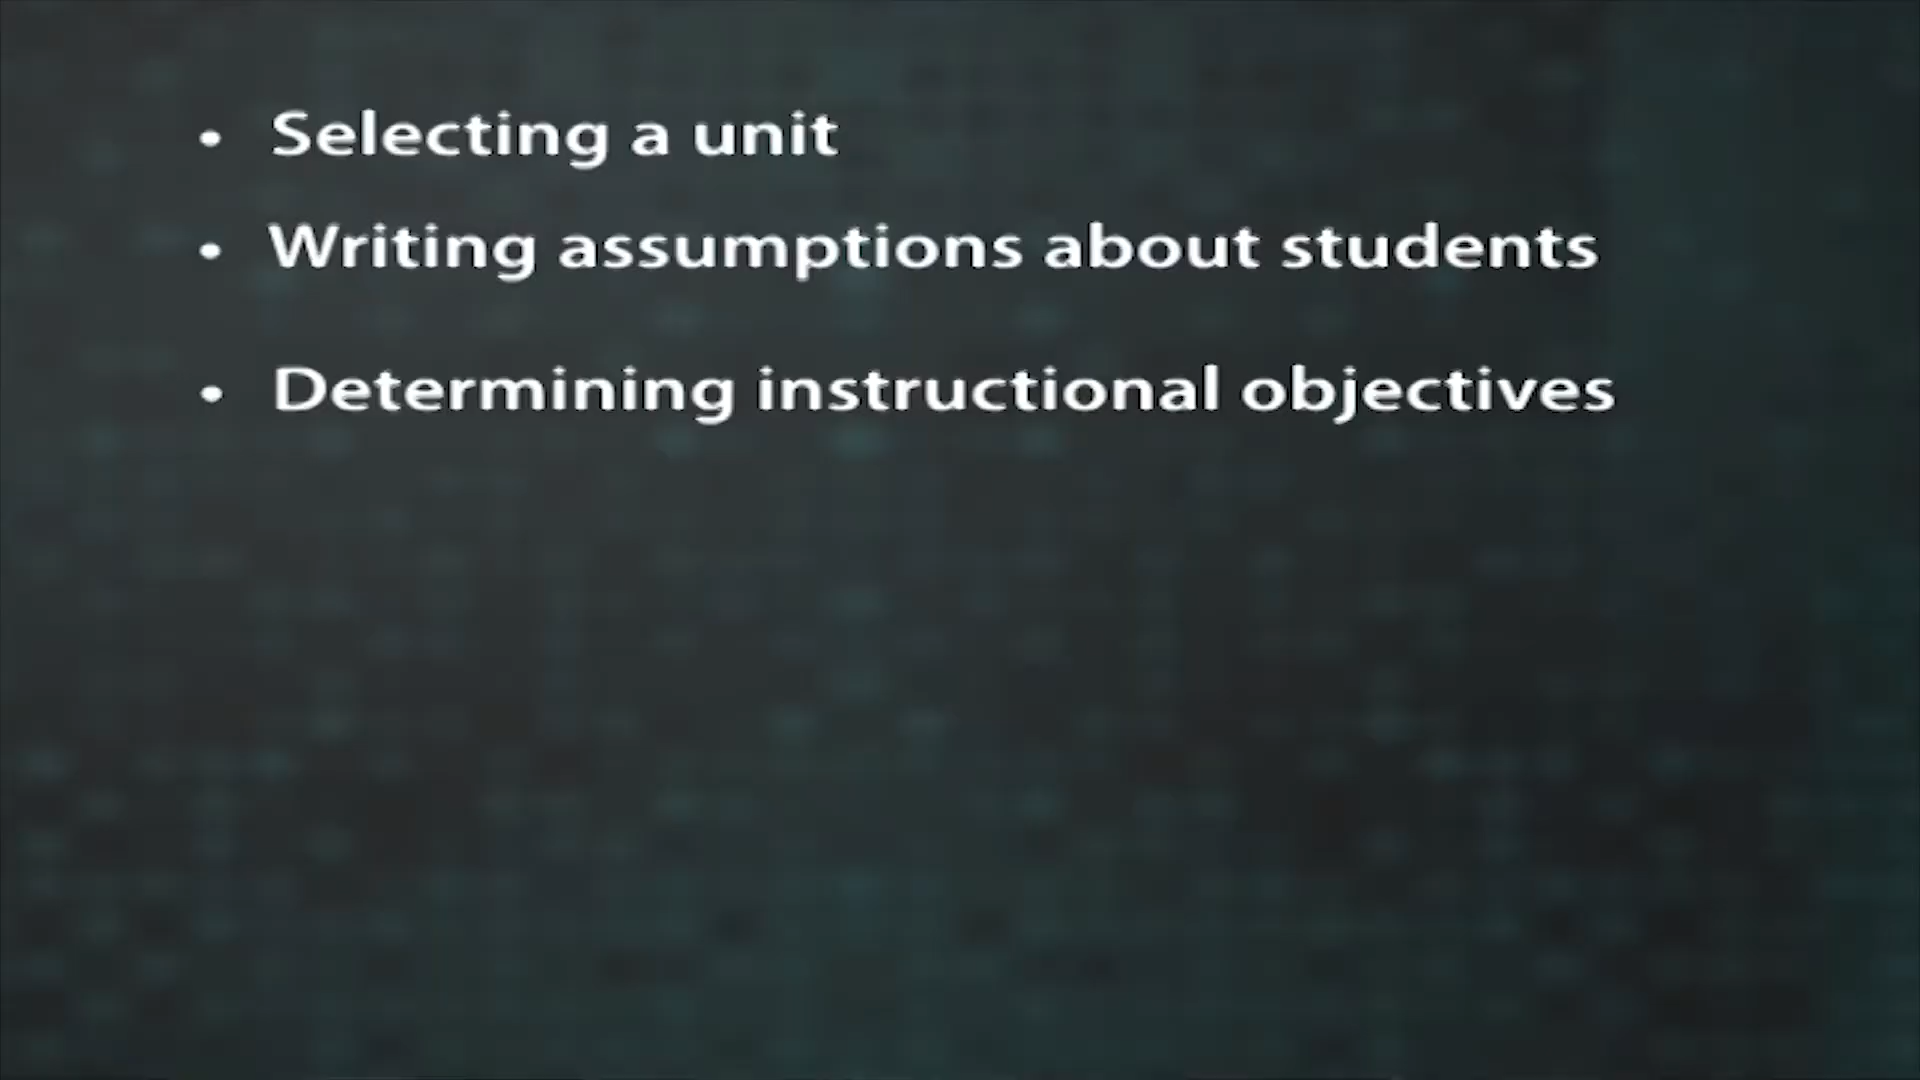 • Selecting a unit
• Writing assumptions about students
• Determining instructional objectives